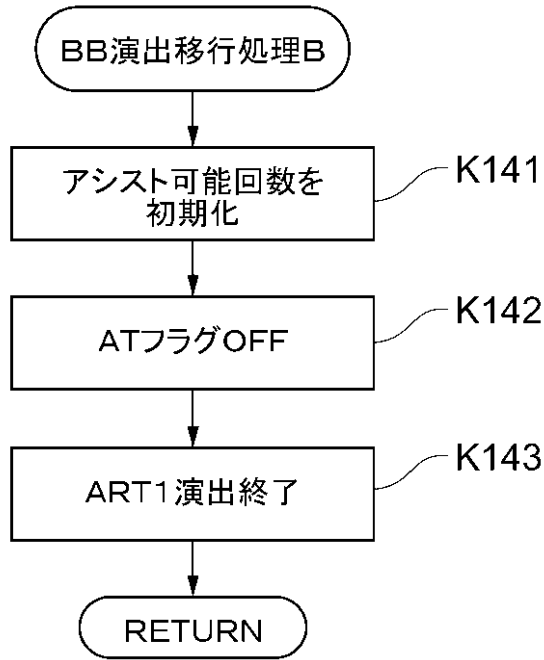 BB演出移行処理B
アシスト可能回数を
初期化
K141
ATフラグOFF
K142
ART1演出終了
K143
RETURN